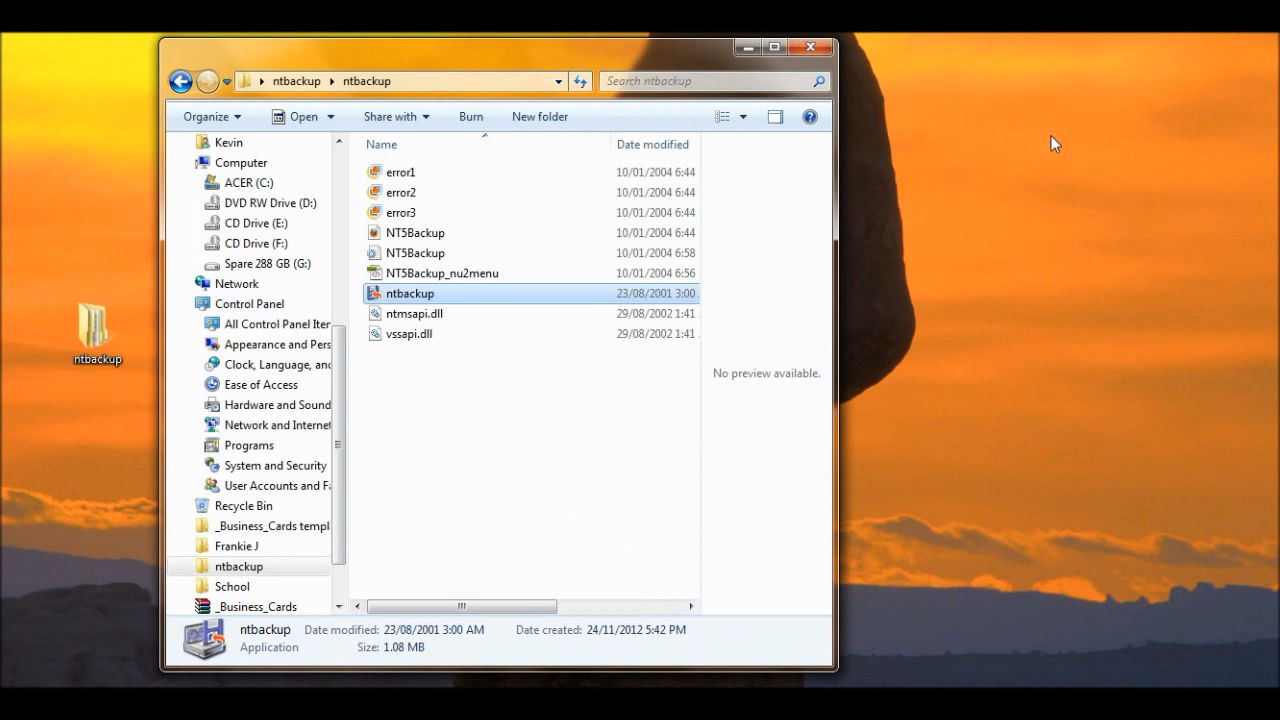 ntbackup ntbackup
Search ntbackup
Organize Open Share with Burn New folder
Kevin
Computer
ACER (C:)
DVD RW Drive (D:)
CD Drive (E:)
CD Drive (F:)
Spare 288 GB (G:)
Network
Control Panel
All Control Panel Iter
Appearance and Pers
Clock, Language, and
Ease of Access
Hardware and Sound
Network and Internet
Programs
System and Security
User Accounts and Fa
Recycle Bin
_Business_Cards templ
Frankie J
ntbackup
School
_Business_Cards
Name Date modified
error1 10/01/2004 6:44
error2 10/01/2004 6:44
error3 10/01/2004 6:44
NT5Backup 10/01/2004 6:44
NT5Backup 10/01/2004 6:58
NT5Backup_nu2menu 10/01/2004 6:56
ntbackup 23/08/2001 3:00
ntmsapi.dll 29/08/2002 1:41
vssapi.dll 29/08/2002 1:41
No preview available.
ntbackup Date modified: 23/08/2001 3:00 AM Date created: 24/11/2012 5:42 PM
Application Size: 1.08 MB
ntbackup